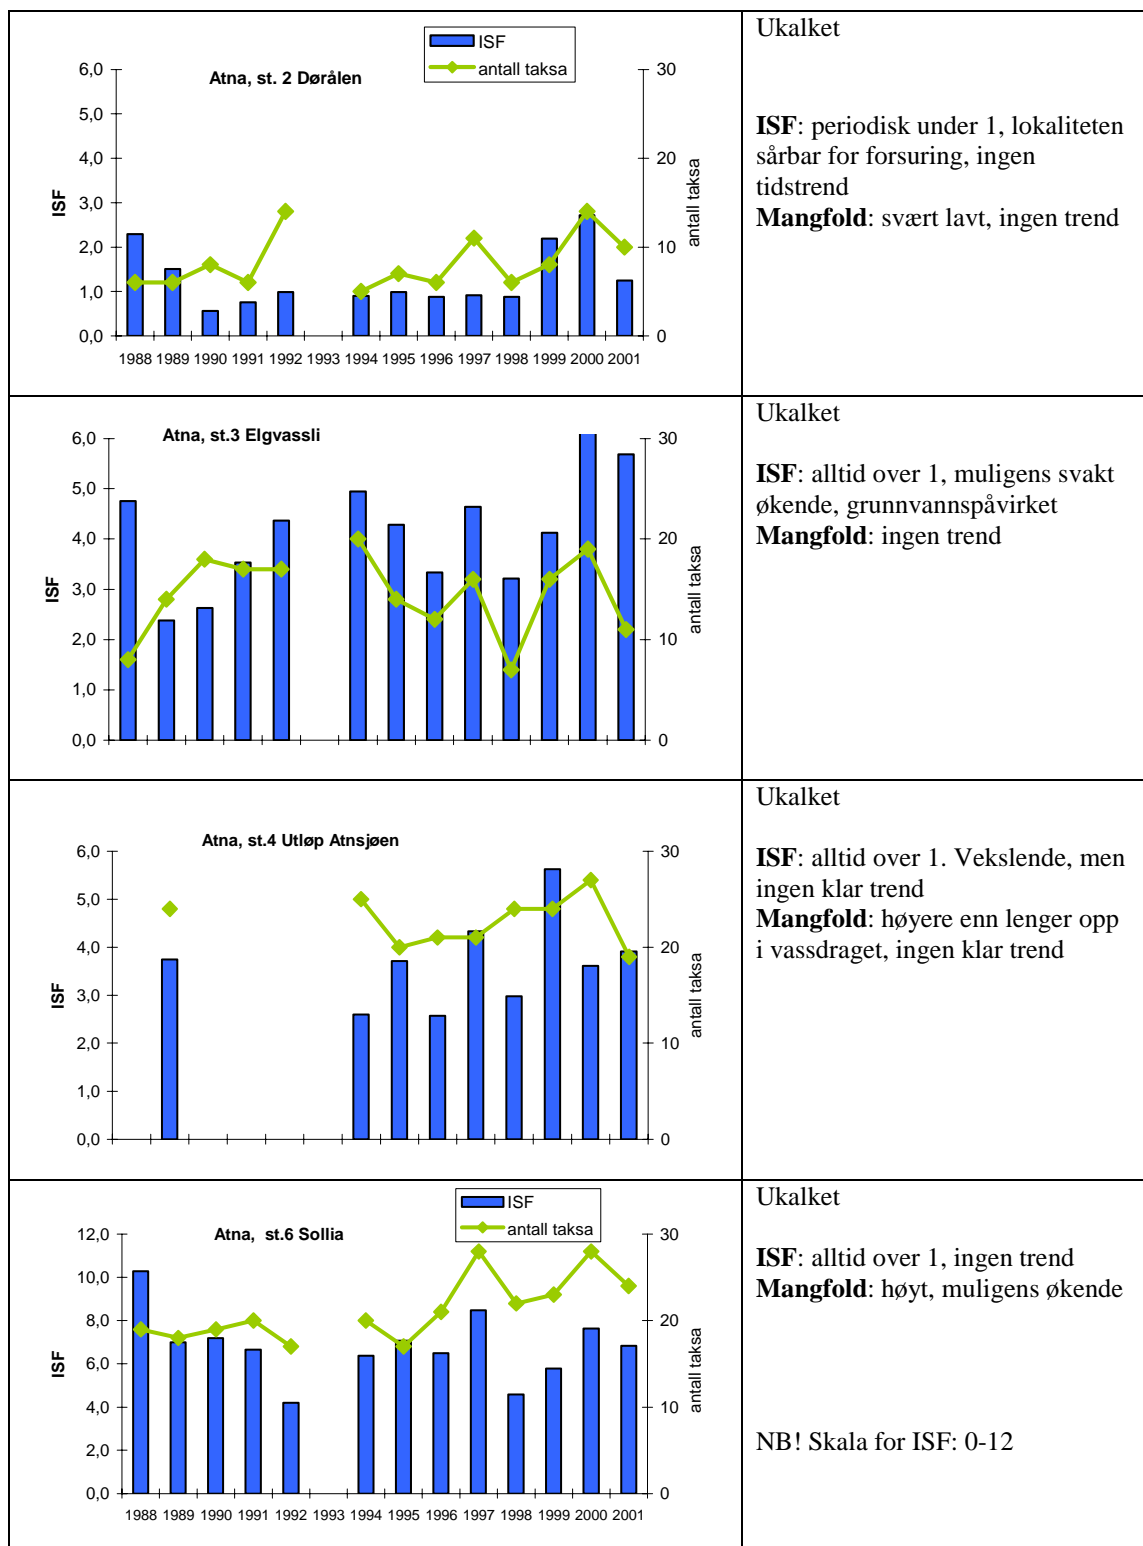 ISF
antall taksa
Atna, st. 2 Dørålen
6,0
5,0
4,0
3,0
2,0
1,0
0,0
ISF
30
20
10
0
antall taksa
1988 1989 1990 1991 1992 1993 1994 1995 1996 1997 1998 1999 2000 2001
Ukalket
ISF: periodisk under 1, lokaliteten
sårbar for forsuring, ingen
tidstrend
Mangfold: svært lavt, ingen trend
Atna, st.3 Elgvassli
6,0
5,0
4,0
3,0
2,0
1,0
0,0
ISF
30
20
10
0
antall taksa
Ukalket
ISF: alltid over 1, muligens svakt
økende, grunnvannspåvirket
Mangfold: ingen trend
Atna, st.4 Utløp Atnsjøen
6,0
5,0
4,0
3,0
2,0
1,0
0,0
ISF
30
20
10
0
antall taksa
Ukalket
ISF: alltid over 1. Vekslende, men
ingen klar trend
Mangfold: høyere enn lenger opp
i vassdraget, ingen klar trend
ISF
antall taksa
Atna, st.6 Sollia
12,0
10,0
8,0
6,0
4,0
2,0
0,0
ISF
30
20
10
0
antall taksa
1988 1989 1990 1991 1992 1993 1994 1995 1996 1997 1998 1999 2000 2001
Ukalket
ISF: alltid over 1, ingen trend
Mangfold: høyt, muligens økende
NB! Skala for ISF: 0-12